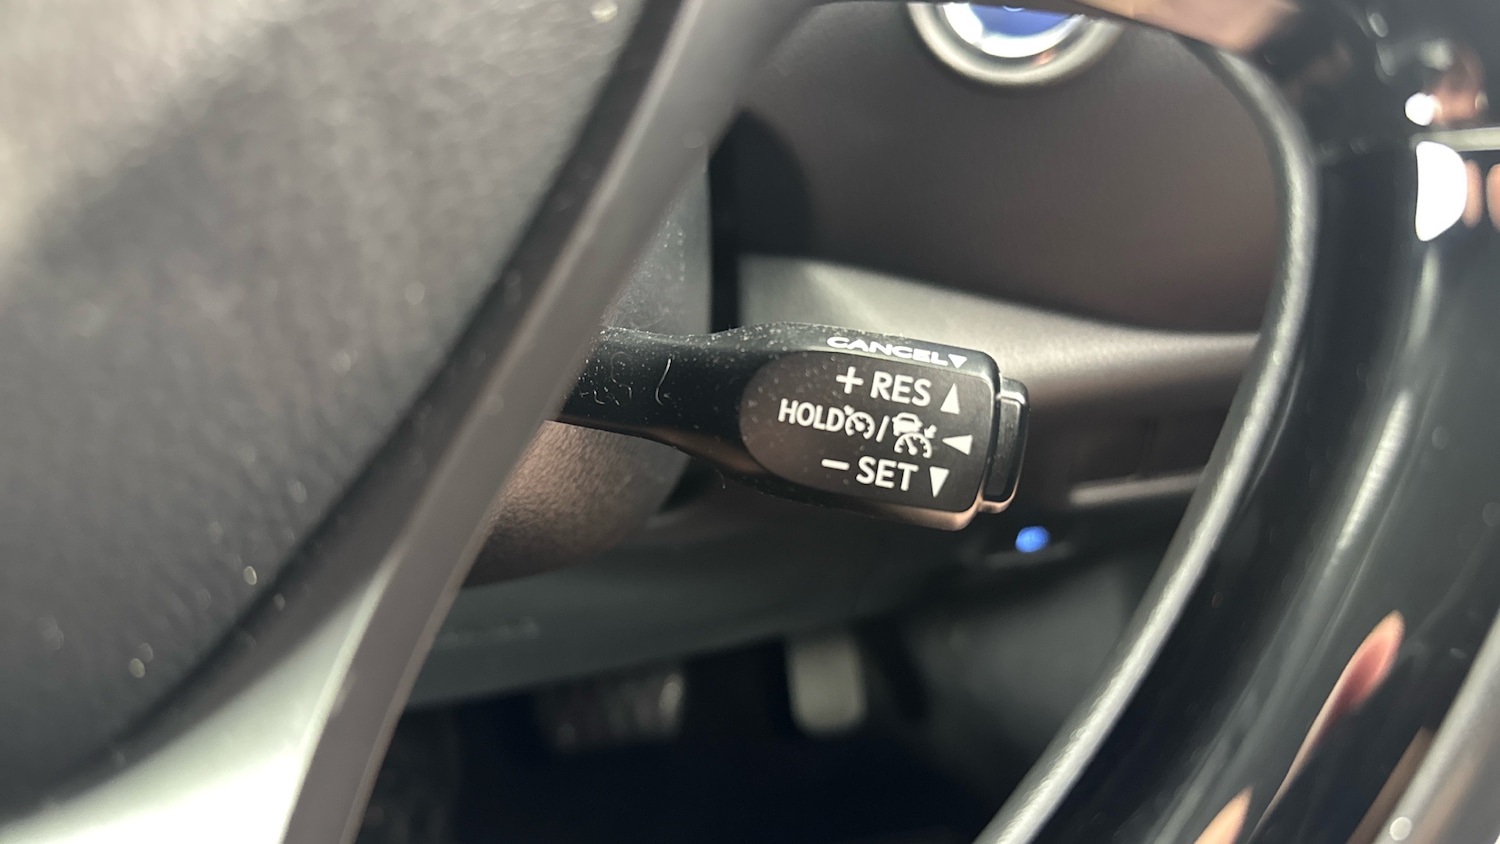 CANCEL▼
+ RES ▲
HOLD / ◀
– SET ▼